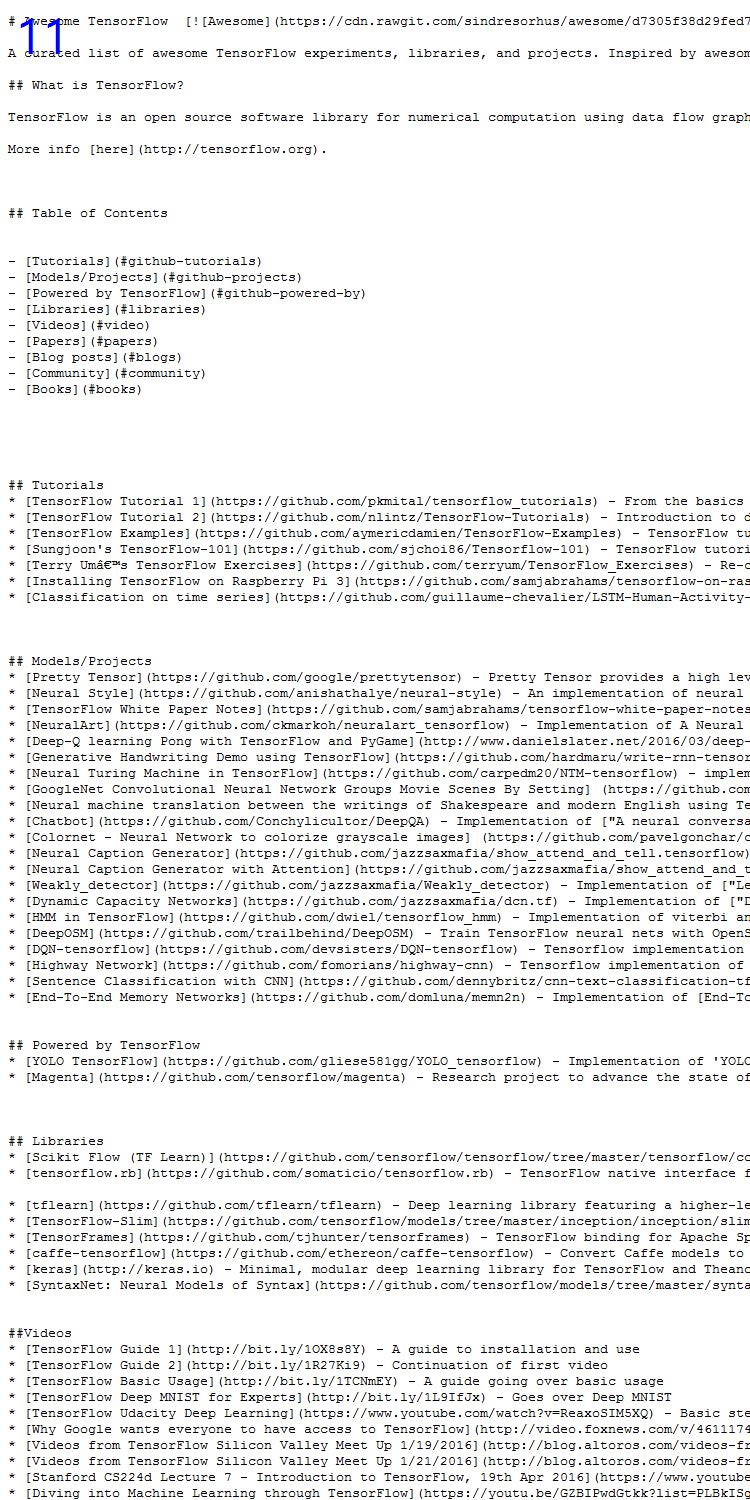 # Awesome TensorFlow  [![Awesome](https://cdn.rawgit.com/sindresorhus/awesome/d7305f38d29fed7
11
A curated list of awesome TensorFlow experiments, libraries, and projects. Inspired by awesom
## What is TensorFlow?
TensorFlow is an open source software library for numerical computation using data flow graph
More info [here](http://tensorflow.org).
## Table of Contents
- [Tutorials](#github-tutorials)
- [Models/Projects](#github-projects)
- [Powered by TensorFlow](#github-powered-by)
- [Libraries](#libraries)
- [Videos](#video)
- [Papers](#papers)
- [Blog posts](#blogs)
- [Community](#community)
- [Books](#books)
## Tutorials
* [TensorFlow Tutorial 1](https://github.com/pkmital/tensorflow_tutorials) - From the basics
* [TensorFlow Tutorial 2](https://github.com/nlintz/TensorFlow-Tutorials) - Introduction to d
* [TensorFlow Examples](https://github.com/aymericdamien/TensorFlow-Examples) - TensorFlow tu
* [Sungjoon's TensorFlow-101](https://github.com/sjchoi86/Tensorflow-101) - TensorFlow tutori
* [Terry Umâ€™s TensorFlow Exercises](https://github.com/terryum/TensorFlow_Exercises) - Re-c
* [Installing TensorFlow on Raspberry Pi 3](https://github.com/samjabrahams/tensorflow-on-ras
* [Classification on time series](https://github.com/guillaume-chevalier/LSTM-Human-Activity-
## Models/Projects
* [Pretty Tensor](https://github.com/google/prettytensor) - Pretty Tensor provides a high lev
* [Neural Style](https://github.com/anishathalye/neural-style) - An implementation of neural
* [TensorFlow White Paper Notes](https://github.com/samjabrahams/tensorflow-white-paper-notes
* [NeuralArt](https://github.com/ckmarkoh/neuralart_tensorflow) - Implementation of A Neural
* [Deep-Q learning Pong with TensorFlow and PyGame](http://www.danielslater.net/2016/03/deep-
* [Generative Handwriting Demo using TensorFlow](https://github.com/hardmaru/write-rnn-tensor
* [Neural Turing Machine in TensorFlow](https://github.com/carpedm20/NTM-tensorflow) - implem
* [GoogleNet Convolutional Neural Network Groups Movie Scenes By Setting] (https://github.com
* [Neural machine translation between the writings of Shakespeare and modern English using Te
* [Chatbot](https://github.com/Conchylicultor/DeepQA) - Implementation of ["A neural conversa
* [Colornet - Neural Network to colorize grayscale images] (https://github.com/pavelgonchar/c
* [Neural Caption Generator](https://github.com/jazzsaxmafia/show_attend_and_tell.tensorflow)
* [Neural Caption Generator with Attention](https://github.com/jazzsaxmafia/show_attend_and_t
* [Weakly_detector](https://github.com/jazzsaxmafia/Weakly_detector) - Implementation of ["Le
* [Dynamic Capacity Networks](https://github.com/jazzsaxmafia/dcn.tf) - Implementation of ["D
* [HMM in TensorFlow](https://github.com/dwiel/tensorflow_hmm) - Implementation of viterbi an
* [DeepOSM](https://github.com/trailbehind/DeepOSM) - Train TensorFlow neural nets with OpenS
* [DQN-tensorflow](https://github.com/devsisters/DQN-tensorflow) - Tensorflow implementation
* [Highway Network](https://github.com/fomorians/highway-cnn) - Tensorflow implementation of
* [Sentence Classification with CNN](https://github.com/dennybritz/cnn-text-classification-tf
* [End-To-End Memory Networks](https://github.com/domluna/memn2n) - Implementation of [End-To
## Powered by TensorFlow
* [YOLO TensorFlow](https://github.com/gliese581gg/YOLO_tensorflow) - Implementation of 'YOLO
* [Magenta](https://github.com/tensorflow/magenta) - Research project to advance the state of
## Libraries
* [Scikit Flow (TF Learn)](https://github.com/tensorflow/tensorflow/tree/master/tensorflow/co
* [tensorflow.rb](https://github.com/somaticio/tensorflow.rb) - TensorFlow native interface f
* [tflearn](https://github.com/tflearn/tflearn) - Deep learning library featuring a higher-le
* [TensorFlow-Slim](https://github.com/tensorflow/models/tree/master/inception/inception/slim
* [TensorFrames](https://github.com/tjhunter/tensorframes) - TensorFlow binding for Apache Sp
* [caffe-tensorflow](https://github.com/ethereon/caffe-tensorflow) - Convert Caffe models to
* [keras](http://keras.io) - Minimal, modular deep learning library for TensorFlow and Theano
* [SyntaxNet: Neural Models of Syntax](https://github.com/tensorflow/models/tree/master/synta
##Videos
* [TensorFlow Guide 1](http://bit.ly/1OX8s8Y) - A guide to installation and use
* [TensorFlow Guide 2](http://bit.ly/1R27Ki9) - Continuation of first video
* [TensorFlow Basic Usage](http://bit.ly/1TCNmEY) - A guide going over basic usage
* [TensorFlow Deep MNIST for Experts](http://bit.ly/1L9IfJx) - Goes over Deep MNIST
* [TensorFlow Udacity Deep Learning](https://www.youtube.com/watch?v=ReaxoSIM5XQ) - Basic ste
* [Why Google wants everyone to have access to TensorFlow](http://video.foxnews.com/v/4611174
* [Videos from TensorFlow Silicon Valley Meet Up 1/19/2016](http://blog.altoros.com/videos-fr
* [Videos from TensorFlow Silicon Valley Meet Up 1/21/2016](http://blog.altoros.com/videos-fr
* [Stanford CS224d Lecture 7 - Introduction to TensorFlow, 19th Apr 2016](https://www.youtube
* [Diving into Machine Learning through TensorFlow](https://youtu.be/GZBIPwdGtkk?list=PLBkISg